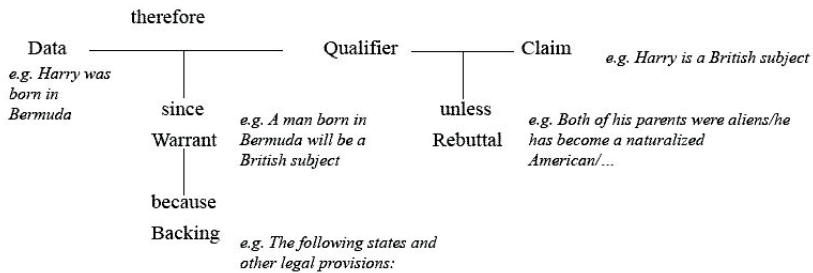 therefore
Data
Qualifier
Claim
e.g. Harry is a British subject
e.g. Harry was
born in
Bermuda
since
Warrant
e.g. A man born in
Bermuda will be a
British subject
unless
Rebuttal
e.g. Both of his parents were aliens/he
has become a naturalized
American/…
because
Backing
e.g. The following states and
other legal provisions: